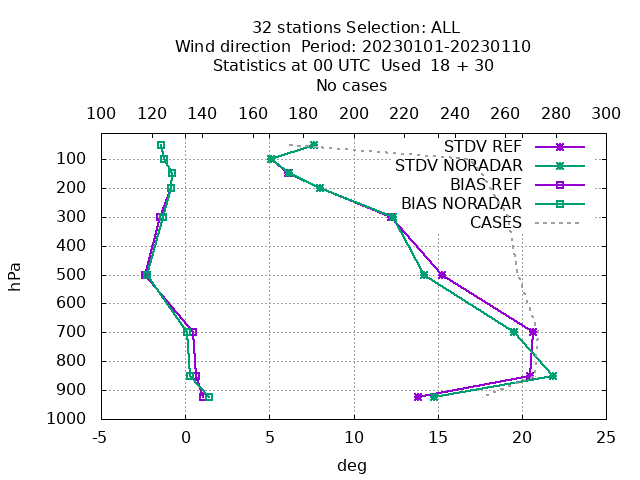 32 stations Selection: ALL
Wind direction  Period: 20230101-20230110
Statistics at 00 UTC  Used  18 + 30
No cases
100 120 140 160 180 200 220 240 260 280 300
STDV REF
STDV NORADAR
BIAS REF
BIAS NORADAR
CASES
100
200
300
400
500
600
700
800
900
1000
hPa
-5 0 5 10 15 20 25
deg